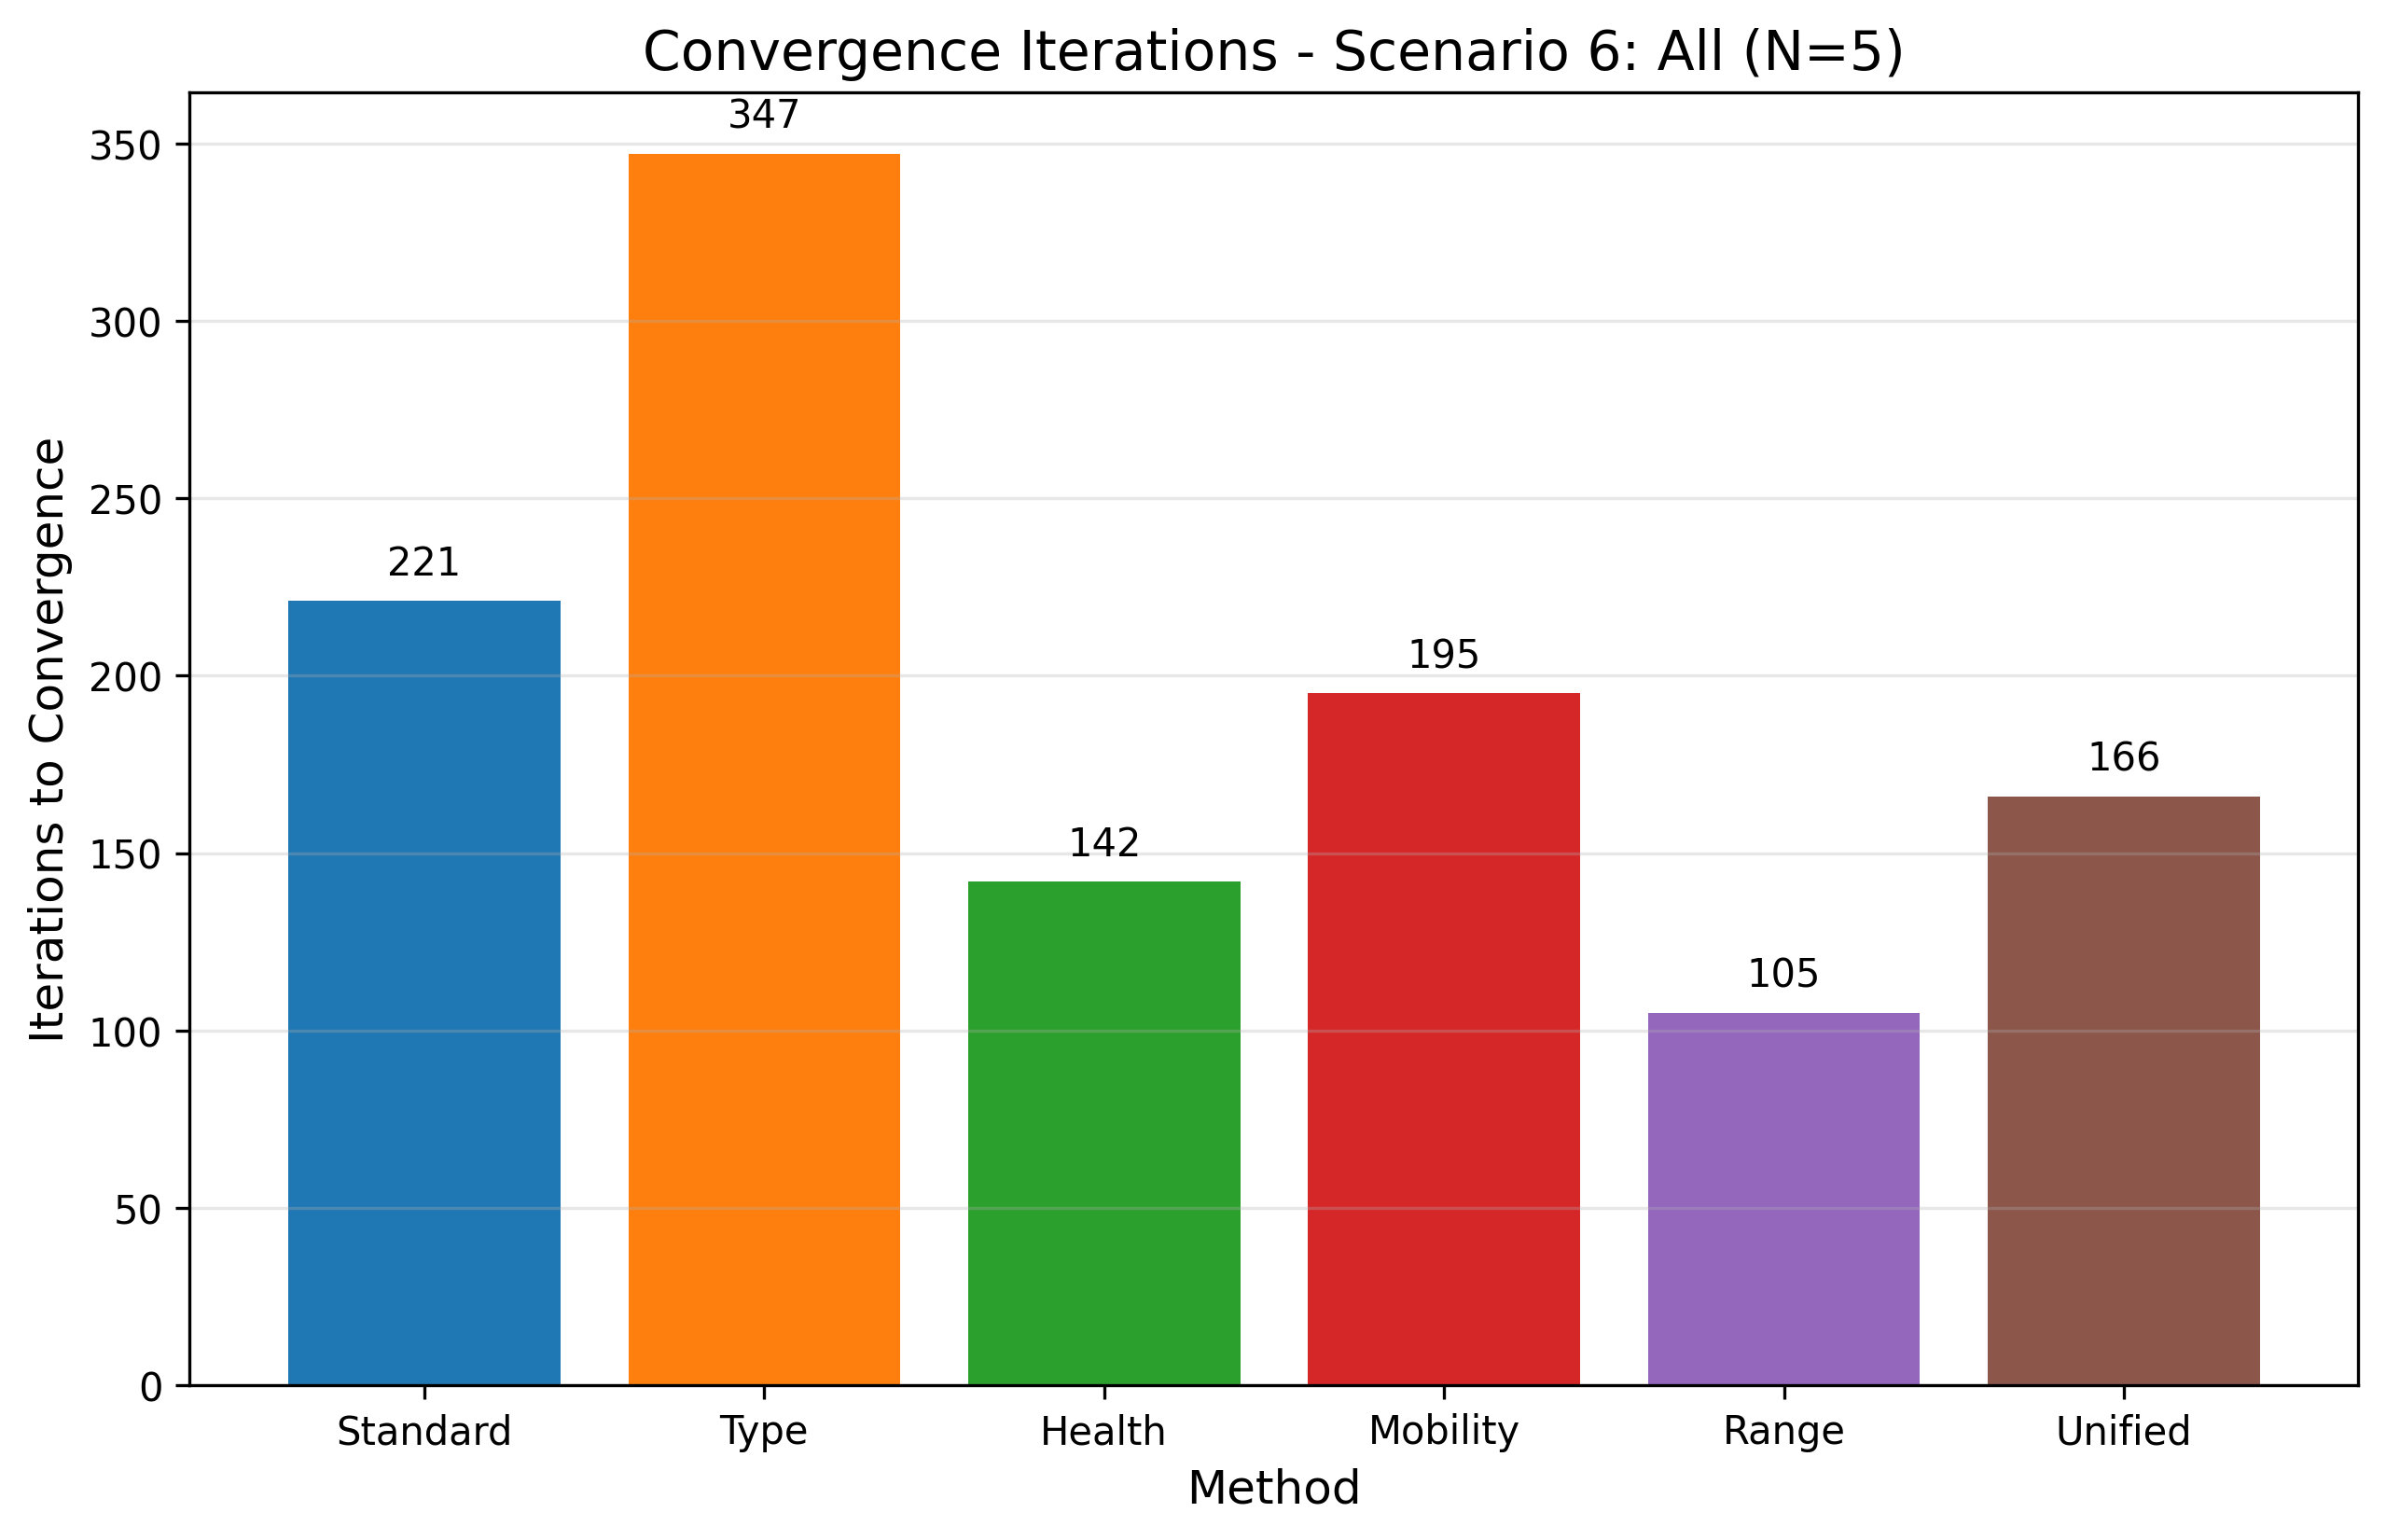 Convergence Iterations - Scenario 6: All (N=5)
Iterations to Convergence
350
300
250
200
150
100
50
0
221
347
142
195
105
166
Standard
Type
Health
Mobility
Range
Unified
Method